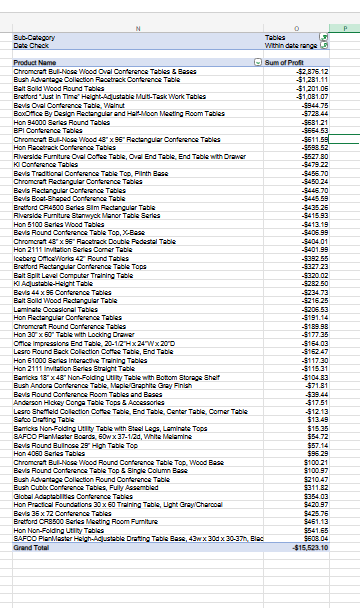 N O P
Sub-Category Tables
Date Check Within date range
Product Name Sum of Profit
Chromcraft Bull-Nose Wood Oval Conference Tables & Bases -$2,876.12
Bush Advantage Collection Racetrack Conference Table -$1,281.11
Balt Solid Wood Round Tables -$1,201.06
Bretford "Just In Time" Height-Adjustable Multi-Task Work Tables -$1,081.07
Bevis Oval Conference Table, Walnut -$944.75
BoxOffice By Design Rectangular and Half-Moon Meeting Room Tables -$728.44
Hon 94000 Series Round Tables -$681.21
BPI Conference Tables -$664.53
Chromcraft Bull-Nose Wood 48" x 96" Rectangular Conference Tables -$611.59
Hon Racetrack Conference Tables -$598.52
Riverside Furniture Oval Coffee Table, Oval End Table, End Table with Drawer -$527.80
KI Conference Tables -$479.22
Bevis Traditional Conference Table Top, Plinth Base -$456.70
Chromcraft Rectangular Conference Tables -$450.24
Bevis Rectangular Conference Tables -$446.70
Bevis Boat-Shaped Conference Table -$445.59
Bretford CR4500 Series Slim Rectangular Table -$435.26
Riverside Furniture Stanwyck Manor Table Series -$415.93
Hon 5100 Series Wood Tables -$413.19
Bevis Round Conference Table Top, X-Base -$406.99
Chromcraft 48" x 96" Racetrack Double Pedestal Table -$404.01
Hon 2111 Invitation Series Corner Table -$401.99
Iceberg OfficeWorks 42" Round Tables -$392.55
Bretford Rectangular Conference Table Tops -$327.23
Balt Split Level Computer Training Table -$320.02
KI Adjustable-Height Table -$282.50
Bevis 44 x 96 Conference Tables -$234.73
Balt Solid Wood Rectangular Table -$216.25
Laminate Occasional Tables -$206.53
Hon Rectangular Conference Tables -$191.14
Chromcraft Round Conference Tables -$189.98
Hon 30" x 60" Table with Locking Drawer -$177.35
Office Impressions End Table, 20-1/2"H x 24"W x 20"D -$164.03
Lesro Round Back Collection Coffee Table, End Table -$162.47
Hon 61000 Series Interactive Training Tables -$117.30
Hon 2111 Invitation Series Straight Table -$115.31
Barricks 18" x 48" Non-Folding Utility Table with Bottom Storage Shelf -$104.83
Bush Andora Conference Table, Maple/Graphite Gray Finish -$71.81
Bevis Round Conference Room Tables and Bases -$39.44
Anderson Hickey Conga Table Tops & Accessories -$17.51
Lesro Sheffield Collection Coffee Table, End Table, Center Table, Corner Table -$12.13
Safco Drafting Table $13.49
Barricks Non-Folding Utility Table with Steel Legs, Laminate Tops $15.35
SAFCO PlanMaster Boards, 60w x 37-1/2d, White Melamine $54.72
Bevis Round Bullnose 29" High Table Top $57.14
Hon 4060 Series Tables $96.29
Chromcraft Bull-Nose Wood Round Conference Table Top, Wood Base $100.21
Bevis Round Conference Table Top & Single Column Base $100.97
Bush Advantage Collection Round Conference Table $210.47
Bush Cubix Conference Tables, Fully Assembled $311.82
Global Adaptabilities Conference Tables $354.03
Hon Practical Foundations 30 x 60 Training Table, Light Gray/Charcoal $420.97
Bevis 36 x 72 Conference Tables $425.76
Bretford CR8500 Series Meeting Room Furniture $461.13
Hon Non-Folding Utility Tables $541.65
SAFCO PlanMaster Heigh-Adjustable Drafting Table Base, 43w x 30d x 30-37h, Blac $608.04
Grand Total -$15,523.10